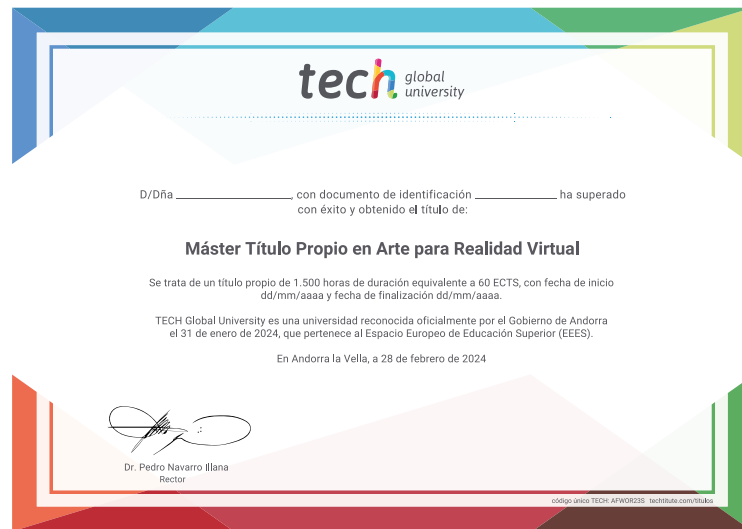 tech global university
D/Dña ______________, con documento de identificación __________ ha superado
con éxito y obtenido el título de:
Máster Título Propio en Arte para Realidad Virtual
Se trata de un título propio de 1.500 horas de duración equivalente a 60 ECTS, con fecha de inicio
dd/mm/aaaa y fecha de finalización dd/mm/aaaa.
TECH Global University es una universidad reconocida oficialmente por el Gobierno de Andorra
el 31 de enero de 2024, que pertenece al Espacio Europeo de Educación Superior (EEES).
En Andorra la Vella, a 28 de febrero de 2024
Dr. Pedro Navarro Illana
Rector
código único TECH: AFWOR23S techtitute.com/titulos